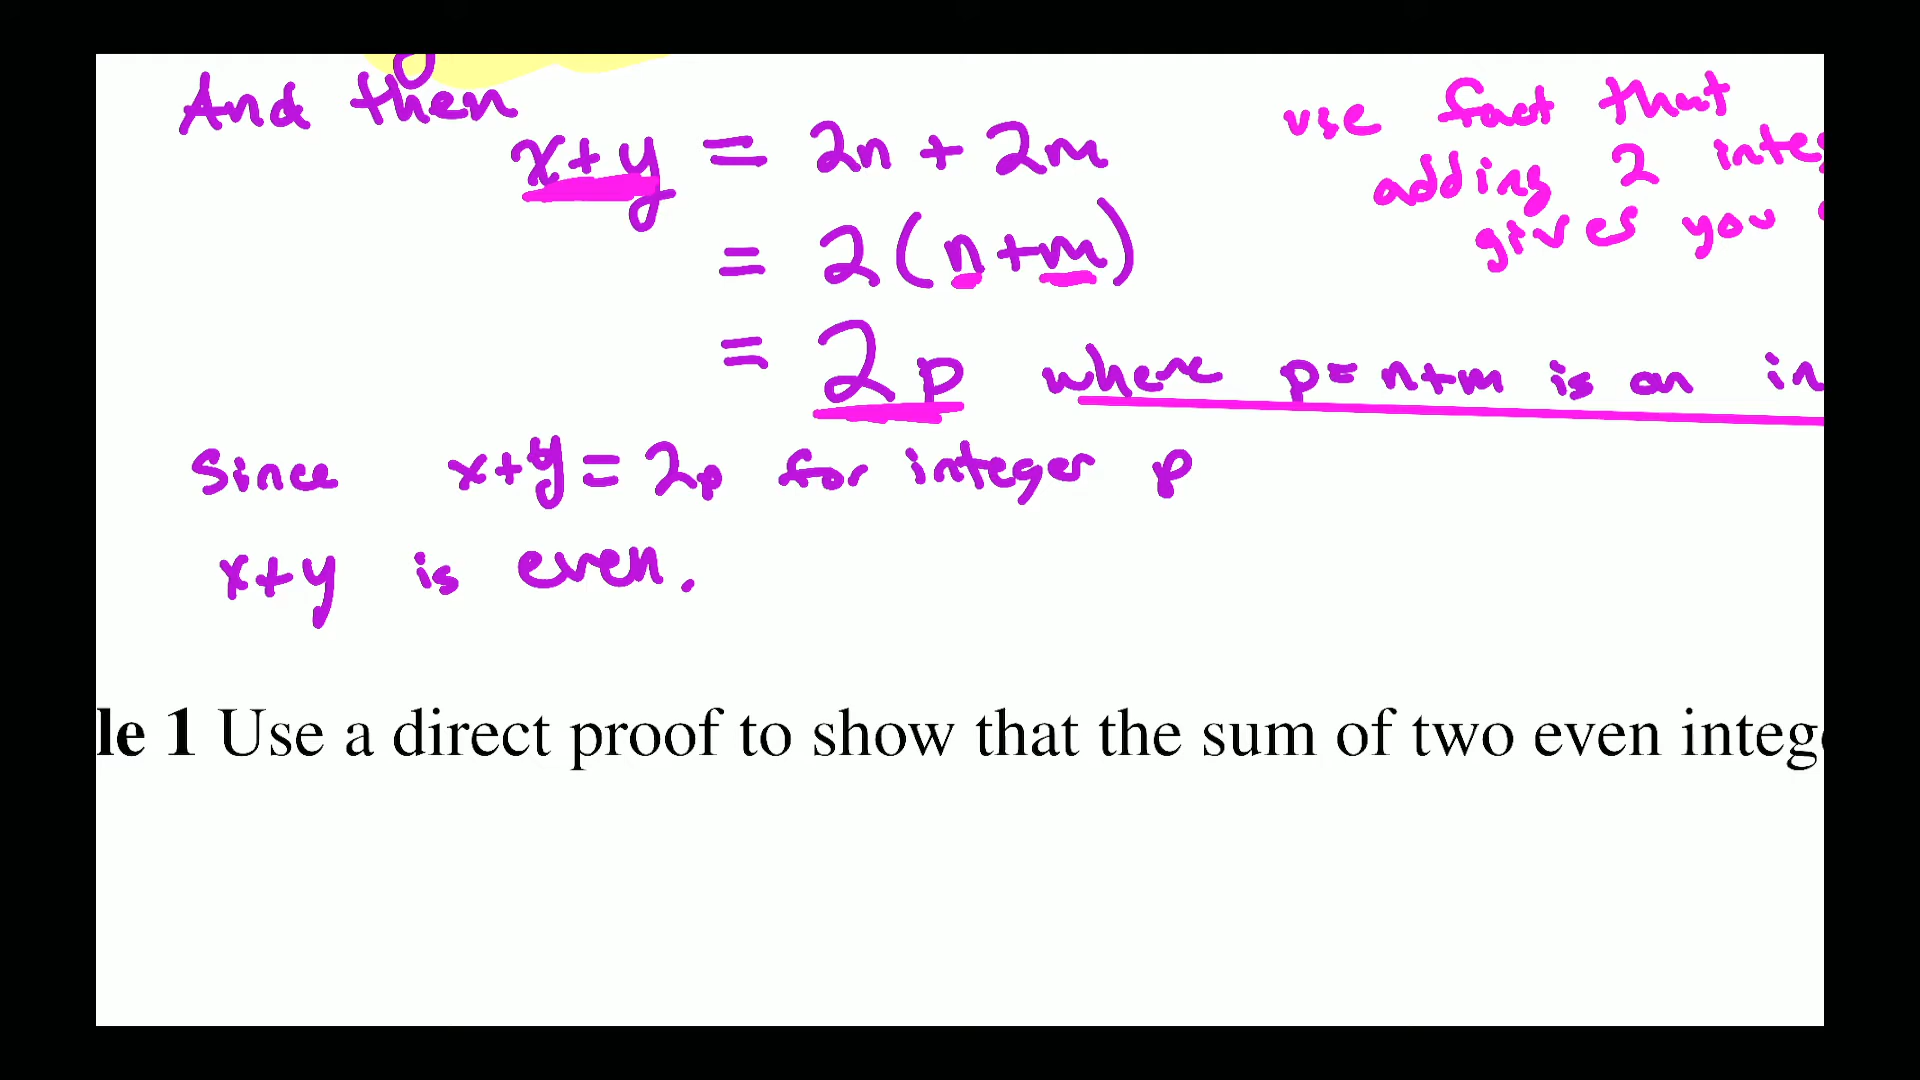 And then
x+y = 2n + 2m
= 2(n+m)
= 2p where p = n+m is an in
use fact that
adding 2 integ
gives you
Since x+y = 2p for integer p
x+y is even.
le 1 Use a direct proof to show that the sum of two even intege